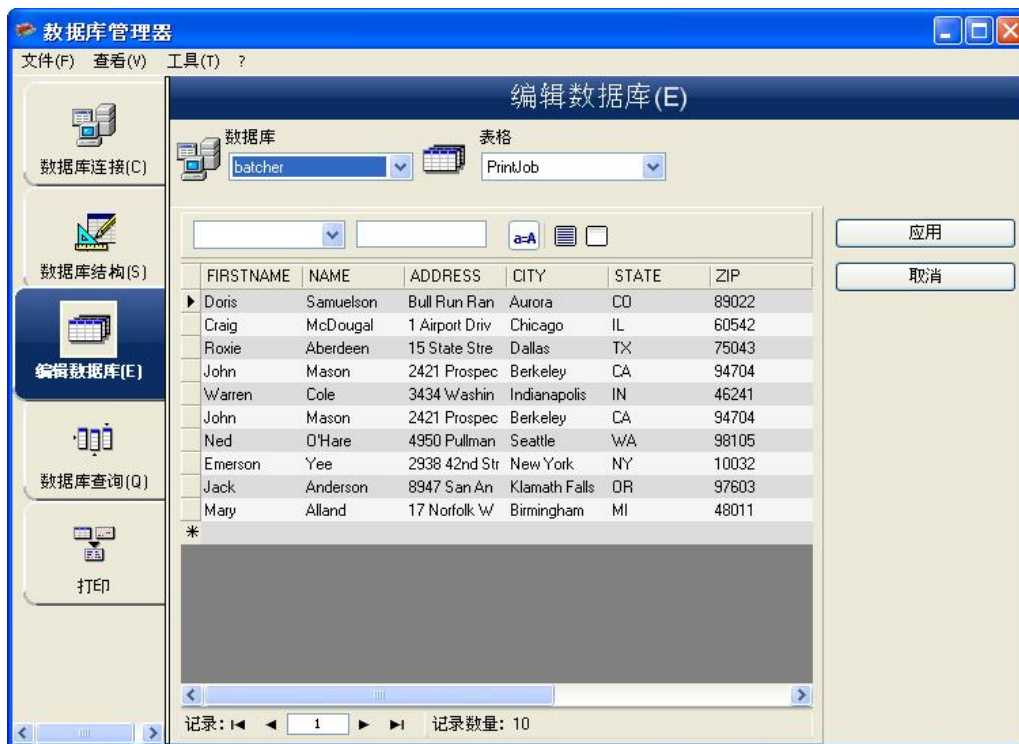 数据库管理器
文件(F) 查看(V) 工具(T) ?
编辑数据库(E)
数据库连接(C)
数据库结构(S)
编辑数据库(E)
数据库查询(Q)
打印
数据库 表格
batcher PrintJob
a=A
应用
取消
FIRSTNAME NAME ADDRESS CITY STATE ZIP
Doris Samuelson Bull Run Ran Aurora CO 89022
Craig McDougal 1 Airport Driv Chicago IL 60542
Roxie Aberdeen 15 State Stre Dallas TX 75043
John Mason 2421 Prospec Berkeley CA 94704
Warren Cole 3434 Washin Indianapolis IN 46241
John Mason 2421 Prospec Berkeley CA 94704
Ned O'Hare 4950 Pullman Seattle WA 98105
Emerson Yee 2938 42nd Str New York NY 10032
Jack Anderson 8947 San An Klamath Falls OR 97603
Mary Alland 17 Norfolk W Birmingham MI 48011
记录: 1 记录数量: 10